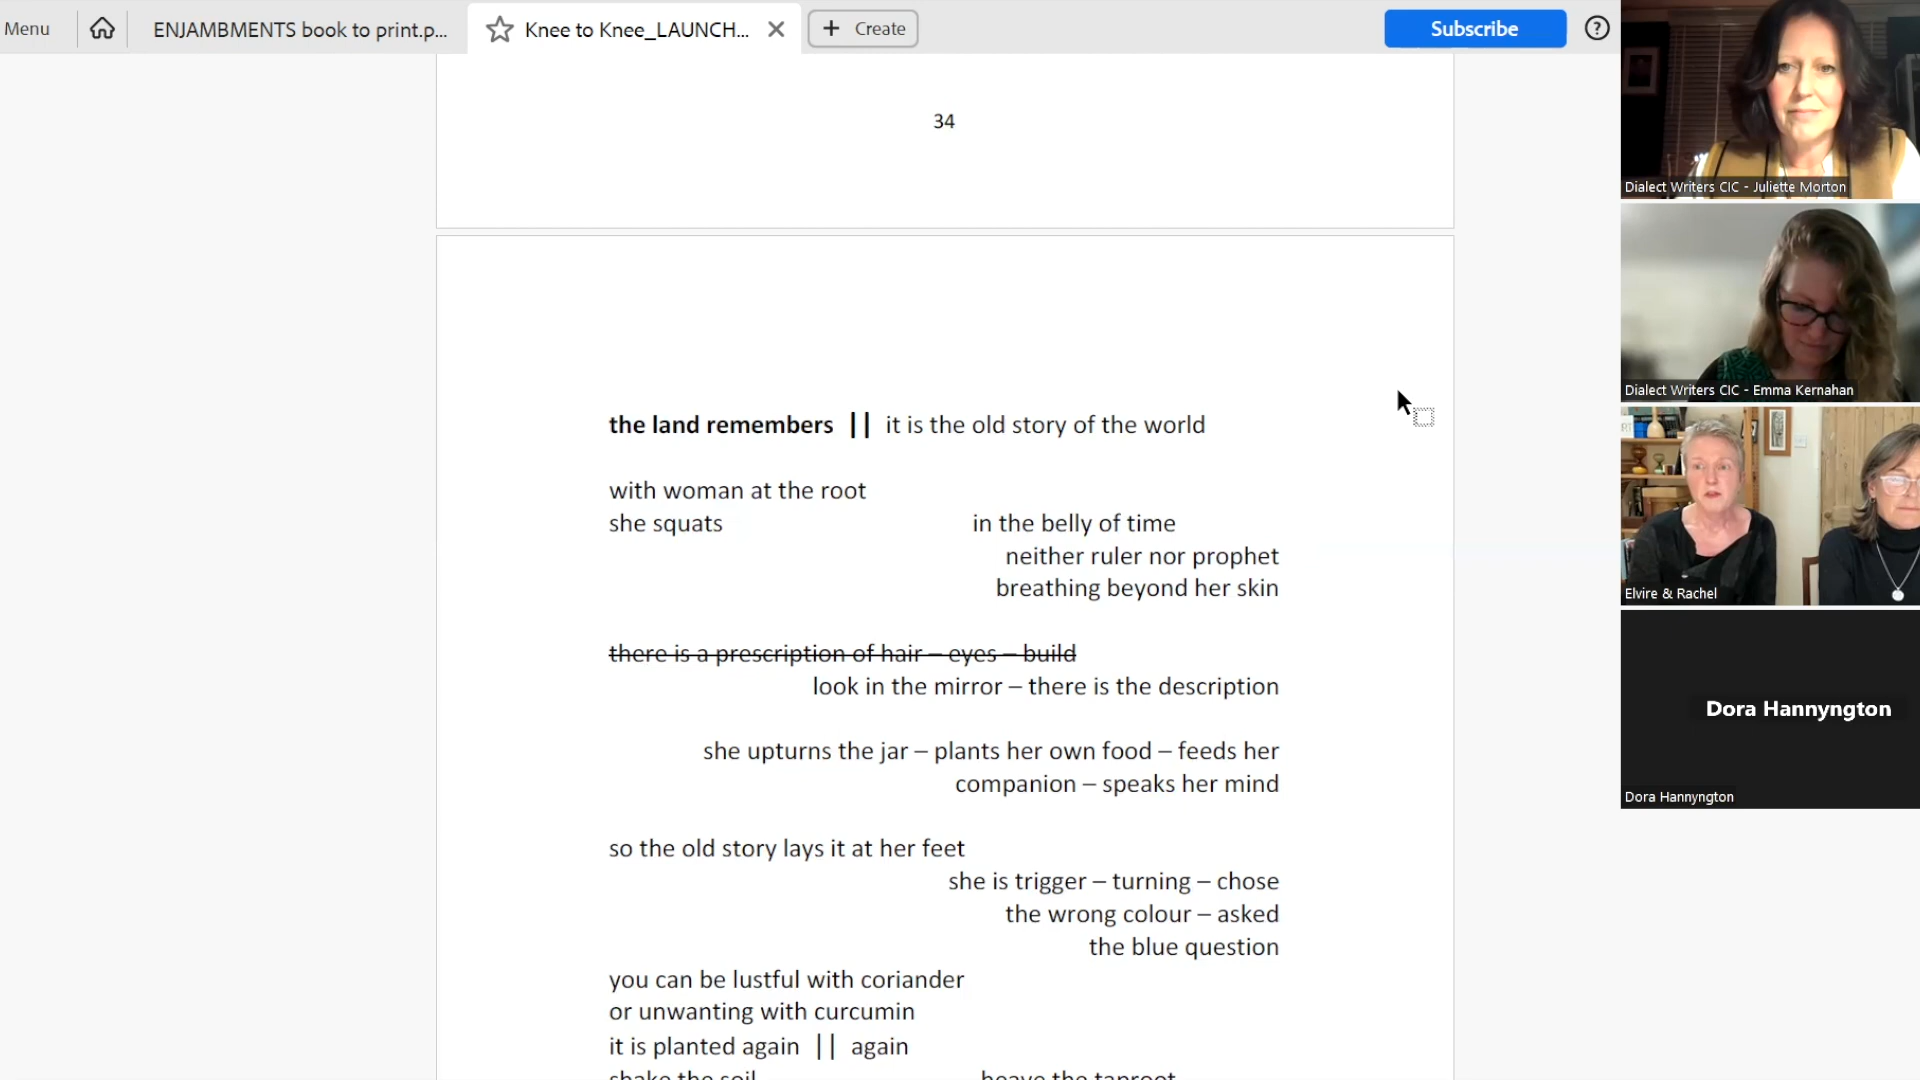 Menu
ENJAMBMENTS book to print.p...
Knee to Knee_LAUNCH...
Create
Subscribe
34
the land remembers || it is the old story of the world
with woman at the root
she squats in the belly of time
neither ruler nor prophet
breathing beyond her skin
there is a prescription of hair – eyes – build
look in the mirror – there is the description
she upturns the jar – plants her own food – feeds her
companion – speaks her mind
so the old story lays it at her feet
she is trigger – turning – chose
the wrong colour – asked
the blue question
you can be lustful with coriander
or unwanting with curcumin
it is planted again || again
shake the soil heave the taproot
Dialect Writers CIC - Juliette Morton
Dialect Writers CIC - Emma Kernahan
Elvire & Rachel
Dora Hannyngton
Dora Hannyngton